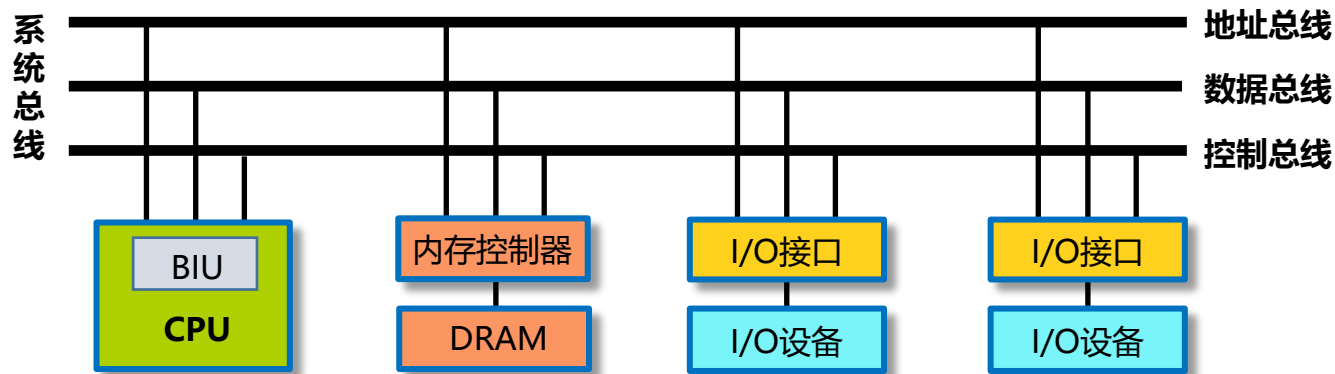 系统总线
地址总线
数据总线
控制总线
BIU
CPU
内存控制器
DRAM
I/O接口
I/O设备
I/O接口
I/O设备